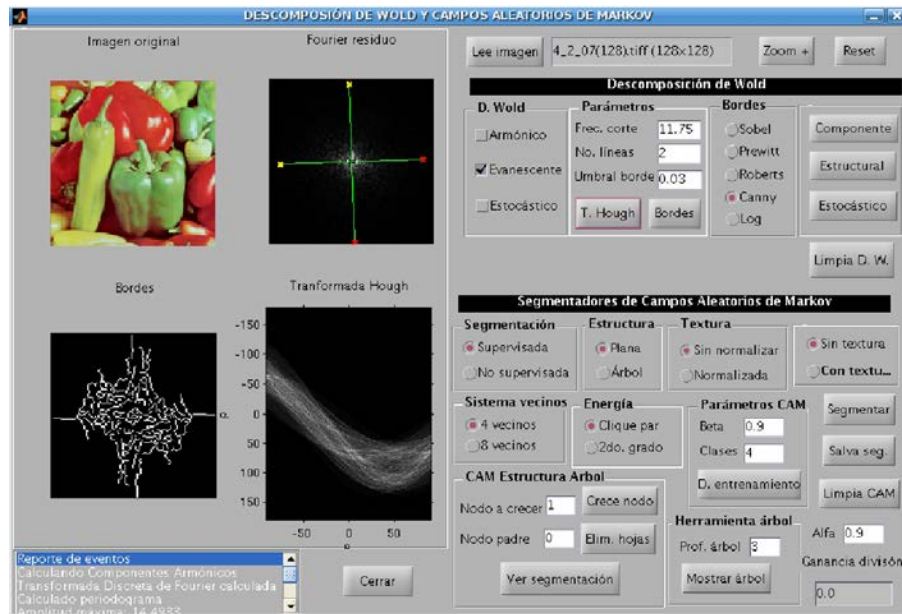 DESCOMPOSIÓN DE WOLD Y CAMPOS ALEATORIOS DE MARKOV
Imagen original
Fourier residuo
Bordes
Tranformada Hough
-150
-100
-50
0
50
100
150
ρ
-50 0 50
θ
Reporte de eventos
Calculando Componentes Armónicos
Transformada Discreta de Fourier calculada
Calculado periodograma
Amplitud máxima: 14.4933
Cerrar
Lee imagen 4_2_07(128).tiff (128x128) Zoom + Reset
Descomposición de Wold
D. Wold
Armónico
Evanescente
Estocástico
Parámetros
Frec. corte 11.75
No. líneas 2
Umbral borde 0.03
T. Hough Bordes
Bordes
Sobel
Prewitt
Roberts
Canny
Log
Componente
Estructural
Estocástico
Limpia D. W.
Segmentadores de Campos Aleatorios de Markov
Segmentación
Supervisada
No supervisada
Estructura
Plana
Árbol
Textura
Sin normalizar
Normalizada
Sin textura
Con textu...
Sistema vecinos
4 vecinos
8 vecinos
Energía
Clique par
2do. grado
Parámetros CAM
Beta 0.9
Clases 4
D. entrenamiento
Segmentar
Salva seg.
Limpia CAM
CAM Estructura Arbol
Nodo a crecer 1 Crece nodo
Nodo padre 0 Elim. hojas
Ver segmentación
Herramienta árbol
Prof. árbol 3
Mostrar árbol
Alfa 0.9
Ganancia divisón
0.0